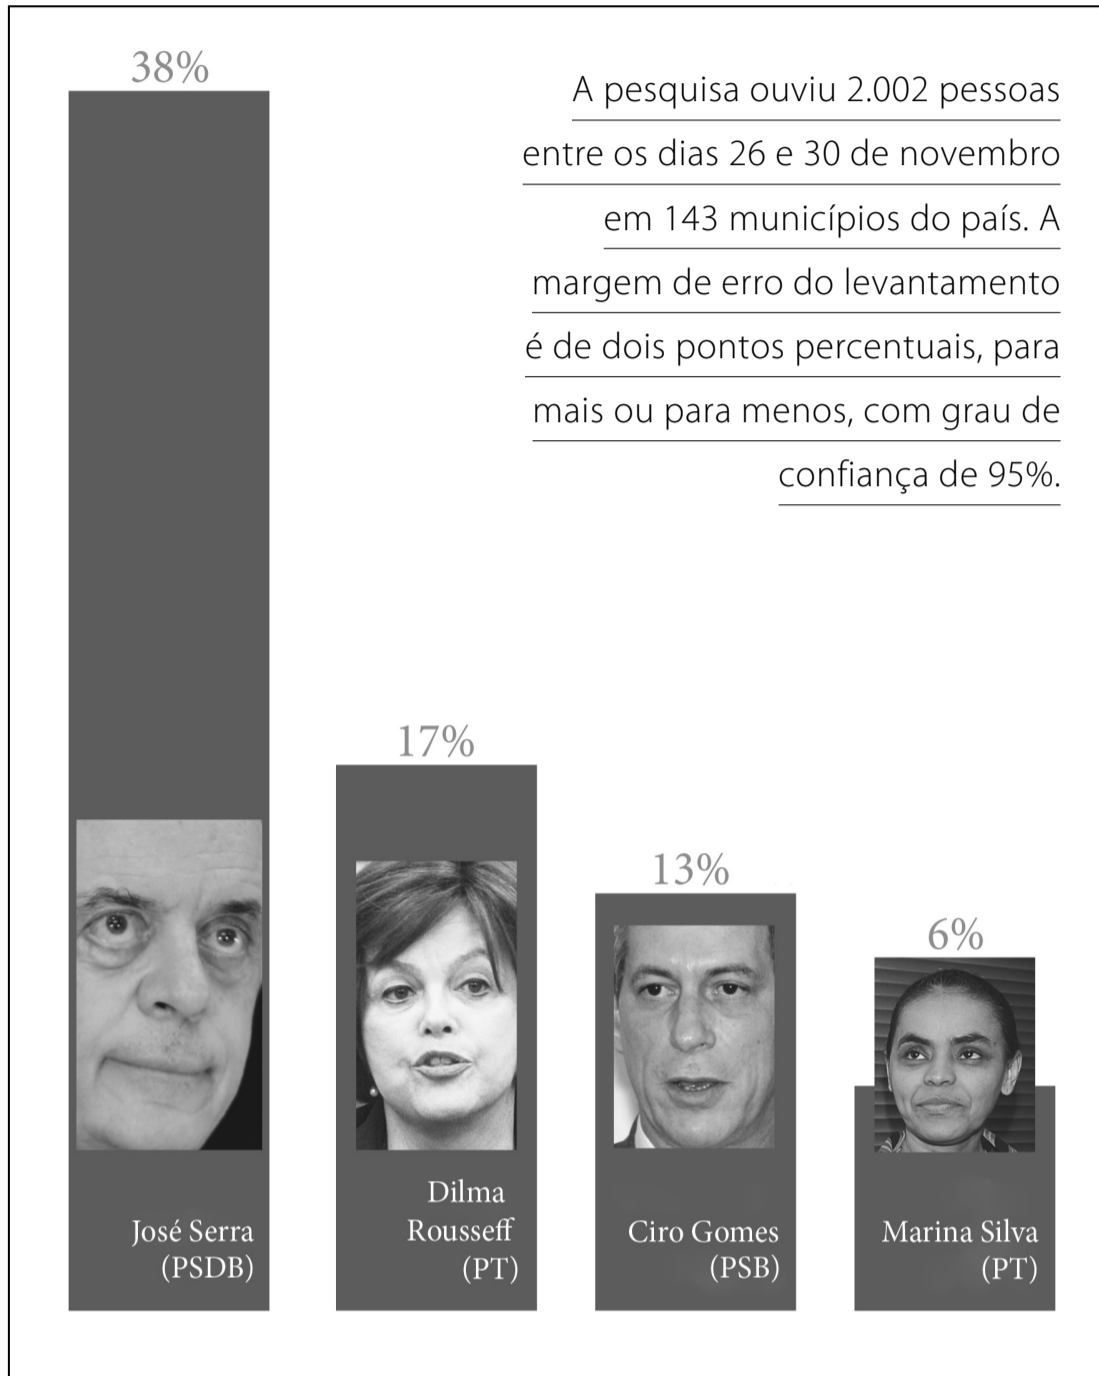 38%
A pesquisa ouviu 2.002 pessoas
entre os dias 26 e 30 de novembro
em 143 municípios do país. A
margem de erro do levantamento
é de dois pontos percentuais, para
mais ou para menos, com grau de
confiança de 95%.
17%
13%
6%
José Serra
(PSDB)
Dilma
Rousseff
(PT)
Ciro Gomes
(PSB)
Marina Silva
(PT)